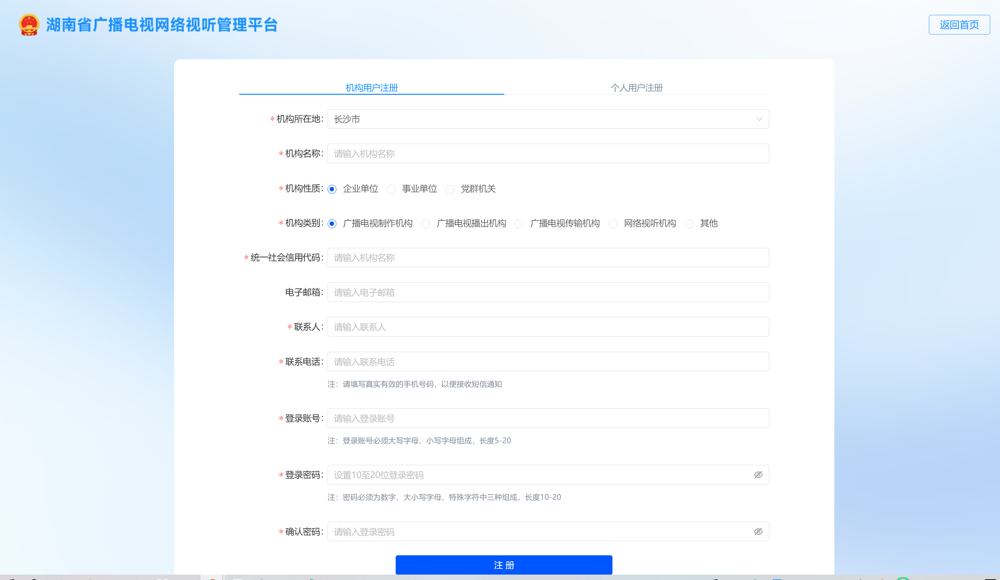 湖南省广播电视网络视听管理平台
返回首页
机构用户注册 个人用户注册
* 机构所在地: 长沙市
* 机构名称: 请输入机构名称
* 机构性质: 企业单位 事业单位 党群机关
* 机构类别: 广播电视制作机构 广播电视播出机构 广播电视传输机构 网络视听机构 其他
* 统一社会信用代码: 请输入机构名称
电子邮箱: 请输入电子邮箱
* 联系人: 请输入联系人
* 联系电话: 请输入联系电话
注：请填写真实有效的手机号码，以便接收短信通知
* 登录账号: 请输入登录账号
注：登录账号必须大写字母、小写字母组成，长度5-20
* 登录密码: 设置10至20位登录密码
注：密码必须为数字、大小写字母、特殊字符中三种组成，长度10-20
* 确认密码: 请输入登录密码
注 册